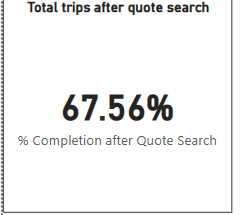 Total trips after quote search
67.56%
% Completion after Quote Search